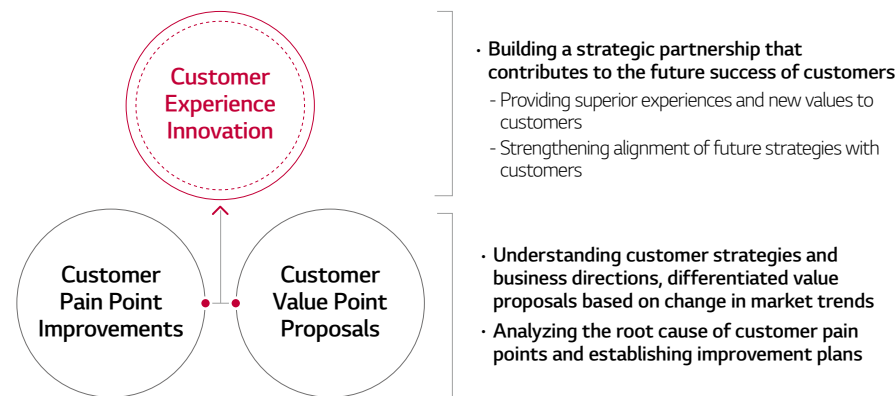 Customer
Experience
Innovation
· Building a strategic partnership that
contributes to the future success of customers
- Providing superior experiences and new values to
customers
- Strengthening alignment of future strategies with
customers
Customer
Pain Point
Improvements
Customer
Value Point
Proposals
· Understanding customer strategies and
business directions, differentiated value
proposals based on change in market trends
· Analyzing the root cause of customer pain
points and establishing improvement plans